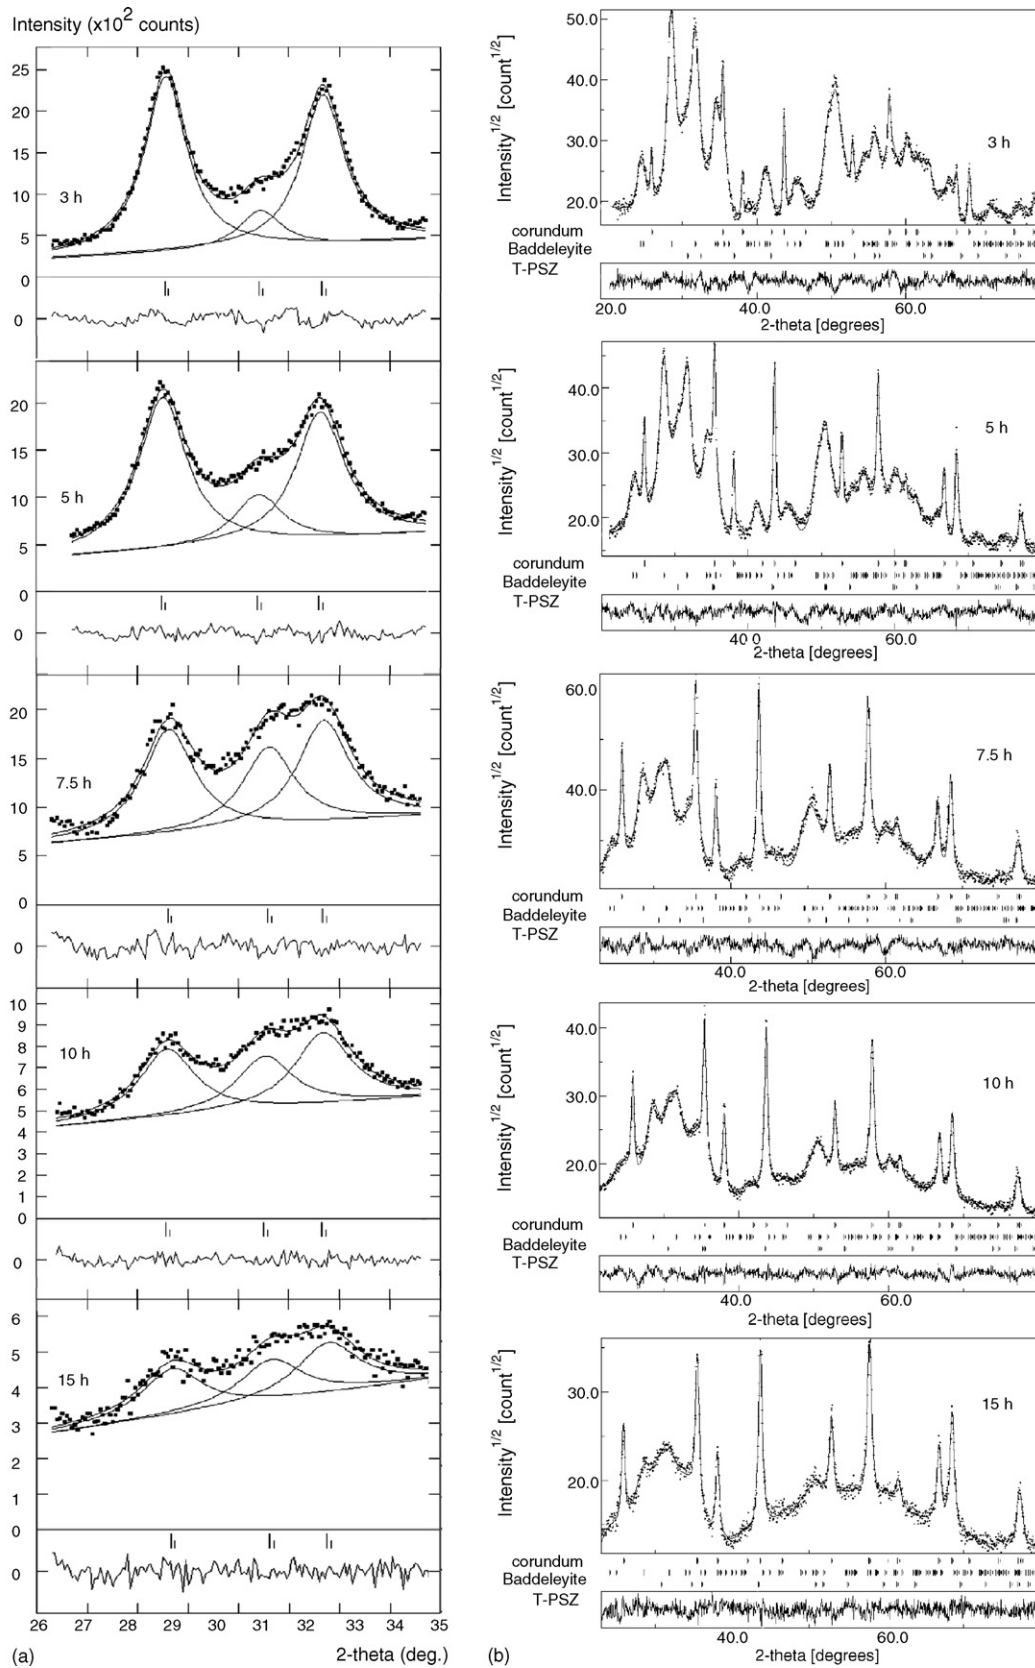 Intensity (x10² counts)
25
20
15
10
5
0
3 h
0
20
15
10
5
0
5 h
0
20
15
10
5
0
7.5 h
0
10
9
8
7
6
5
4
3
2
1
0
10 h
0
6
5
4
3
2
1
0
15 h
0
26 27 28 29 30 31 32 33 34 35
(a) 2-theta (deg.)
50.0
40.0
30.0
20.0
Intensity^1/2 [count^1/2]
3 h
corundum
Baddeleyite
T-PSZ
20.0 40.0 60.0
2-theta [degrees]
40.0
30.0
20.0
Intensity^1/2 [count^1/2]
5 h
corundum
Baddeleyite
T-PSZ
40.0 60.0
2-theta [degrees]
60.0
40.0
Intensity^1/2 [count^1/2]
7.5 h
corundum
Baddeleyite
T-PSZ
40.0 60.0
2-theta [degrees]
40.0
30.0
20.0
Intensity^1/2 [count^1/2]
10 h
corundum
Baddeleyite
T-PSZ
40.0 60.0
2-theta [degrees]
30.0
20.0
Intensity^1/2 [count^1/2]
15 h
corundum
Baddeleyite
T-PSZ
40.0 60.0
(b) 2-theta [degrees]